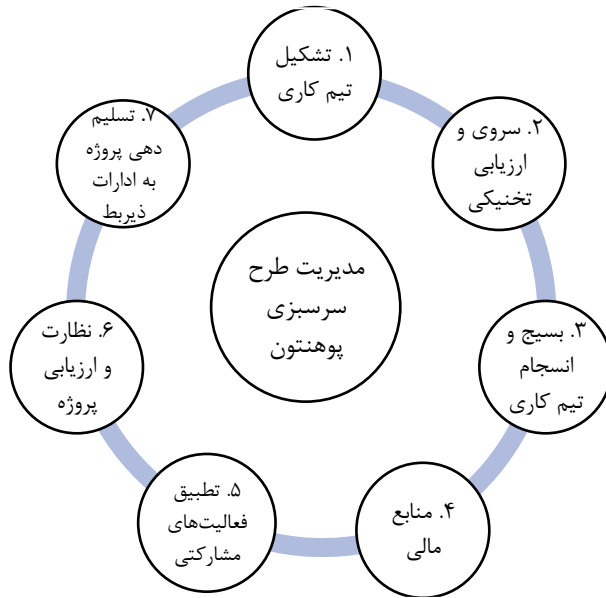 ۱. تشکیل
تیم کاری
۲. سروی و
ارزیابی
تخنیکی
۳. بسیج و
انسجام
تیم کاری
۴. منابع
مالی
۵. تطبیق
فعالیت‌های
مشارکتی
۶. نظارت
و ارزیابی
پروژه
۷. تسلیم
دهی پروژه
به ادارات
ذیربط
مدیریت طرح
سرسبزی
پوهنتون